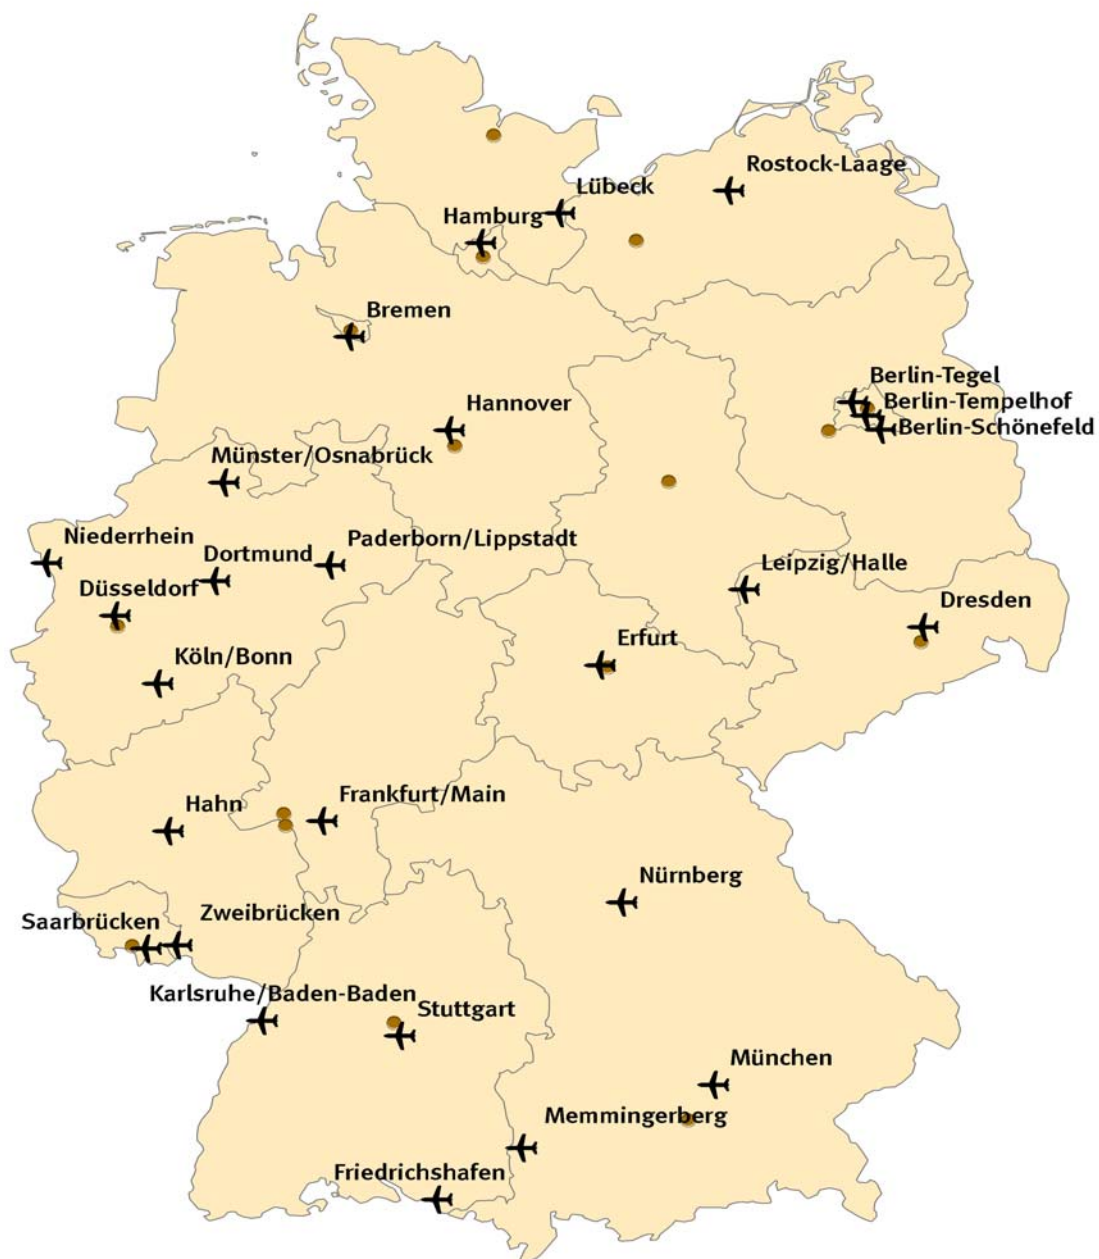 Rostock-Laage
Lübeck
Hamburg
Bremen
Berlin-Tegel
Berlin-Tempelhof
Hannover
Berlin-Schönefeld
Münster/Osnabrück
Niederrhein
Paderborn/Lippstadt
Dortmund
Leipzig/Halle
Düsseldorf
Dresden
Erfurt
Köln/Bonn
Frankfurt/Main
Hahn
Nürnberg
Zweibrücken
Saarbrücken
Karlsruhe/Baden-Baden
Stuttgart
München
Memmingerberg
Friedrichshafen